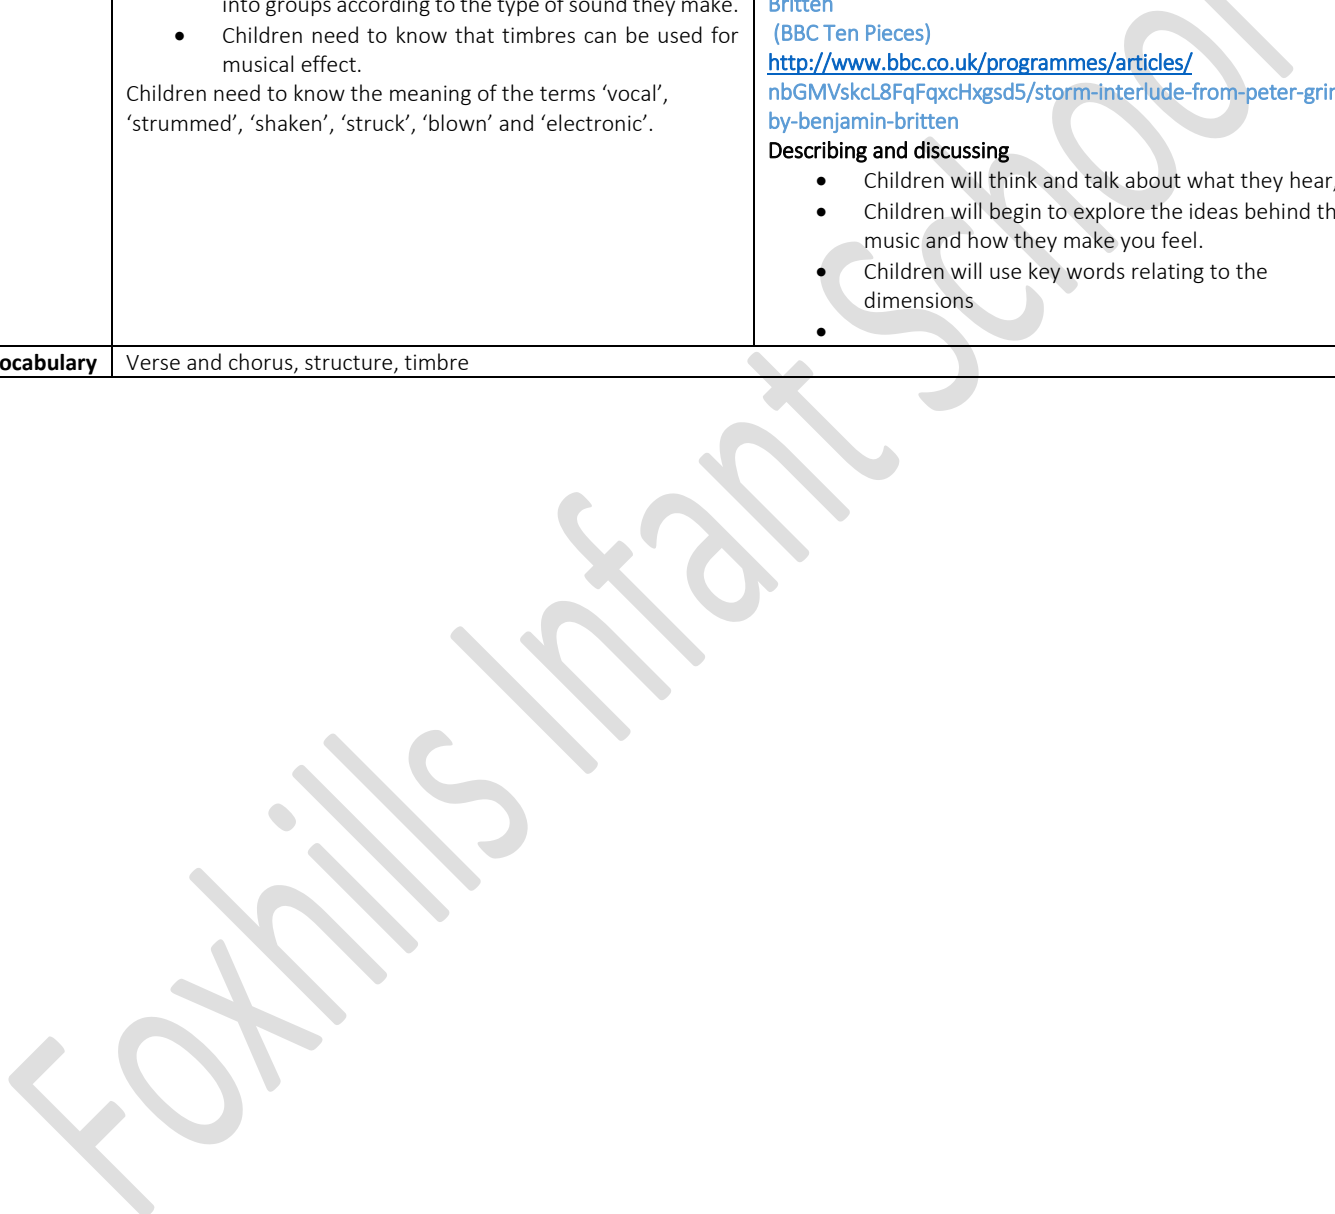 into groups according to the type of sound they make.
• Children need to know that timbres can be used for
musical effect.
Children need to know the meaning of the terms ‘vocal’,
‘strummed’, ‘shaken’, ‘struck’, ‘blown’ and ‘electronic’.
Britten
(BBC Ten Pieces)
http://www.bbc.co.uk/programmes/articles/
nbGMVskcL8FqFqxcHxgsd5/storm-interlude-from-peter-grim
by-benjamin-britten
Describing and discussing
• Children will think and talk about what they hear,
• Children will begin to explore the ideas behind th
music and how they make you feel.
• Children will use key words relating to the
dimensions
•
ocabulary Verse and chorus, structure, timbre
Foxhills Infant School